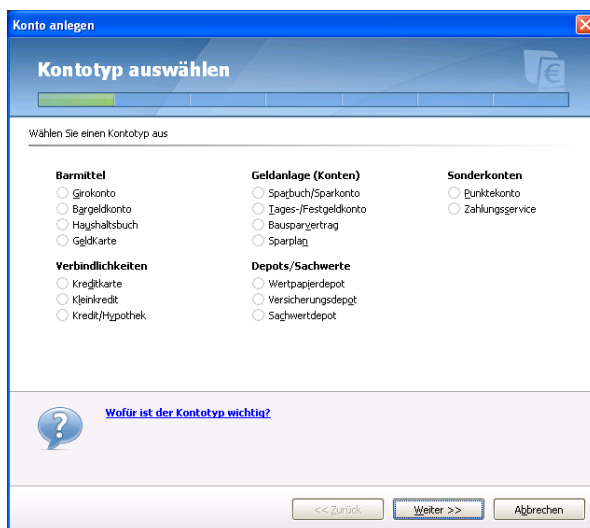 Konto anlegen
Kontotyp auswählen
Wählen Sie einen Kontotyp aus
Barmittel
Girokonto
Bargeldkonto
Haushaltsbuch
GeldKarte
Verbindlichkeiten
Kreditkarte
Kleinkredit
Kredit/Hypothek
Geldanlage (Konten)
Sparbuch/Sparkonto
Tages-/Festgeldkonto
Bausparvertrag
Sparplan
Depots/Sachwerte
Wertpapierdepot
Versicherungsdepot
Sachwertdepot
Sonderkonten
Punktekonto
Zahlungsservice
Wofür ist der Kontotyp wichtig?
<< Zurück
Weiter >>
Abbrechen